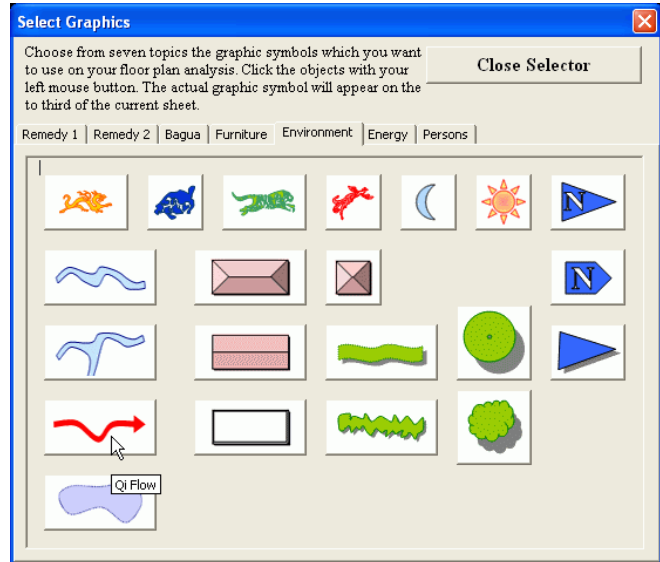 Select Graphics
Choose from seven topics the graphic symbols which you want
to use on your floor plan analysis. Click the objects with your
left mouse button. The actual graphic symbol will appear on the
to third of the current sheet.
Close Selector
Remedy 1 Remedy 2 Bagua Furniture Environment Energy Persons
N
N
Qi Flow